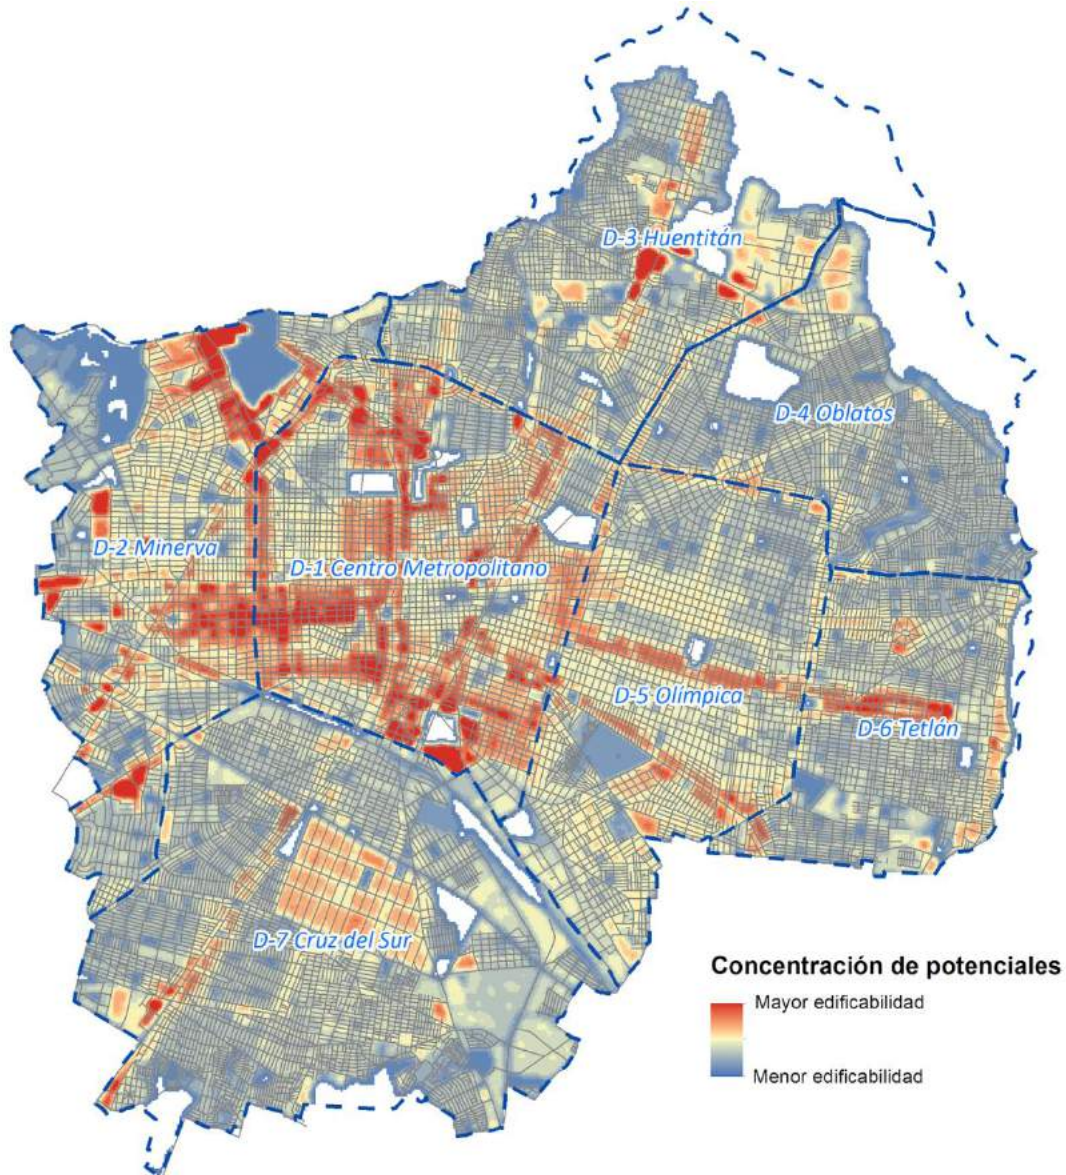 D-3 Huentitán
D-4 Oblatos
D-2 Minerva
D-1 Centro Metropolitano
D-5 Olímpica
D-6 Tetlán
D-7 Cruz del Sur
Concentración de potenciales
Mayor edificabilidad
Menor edificabilidad